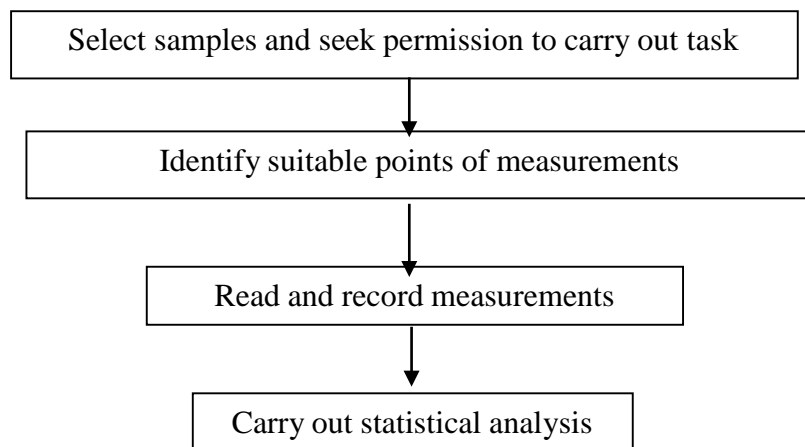 Select samples and seek permission to carry out task
Identify suitable points of measurements
Read and record measurements
Carry out statistical analysis